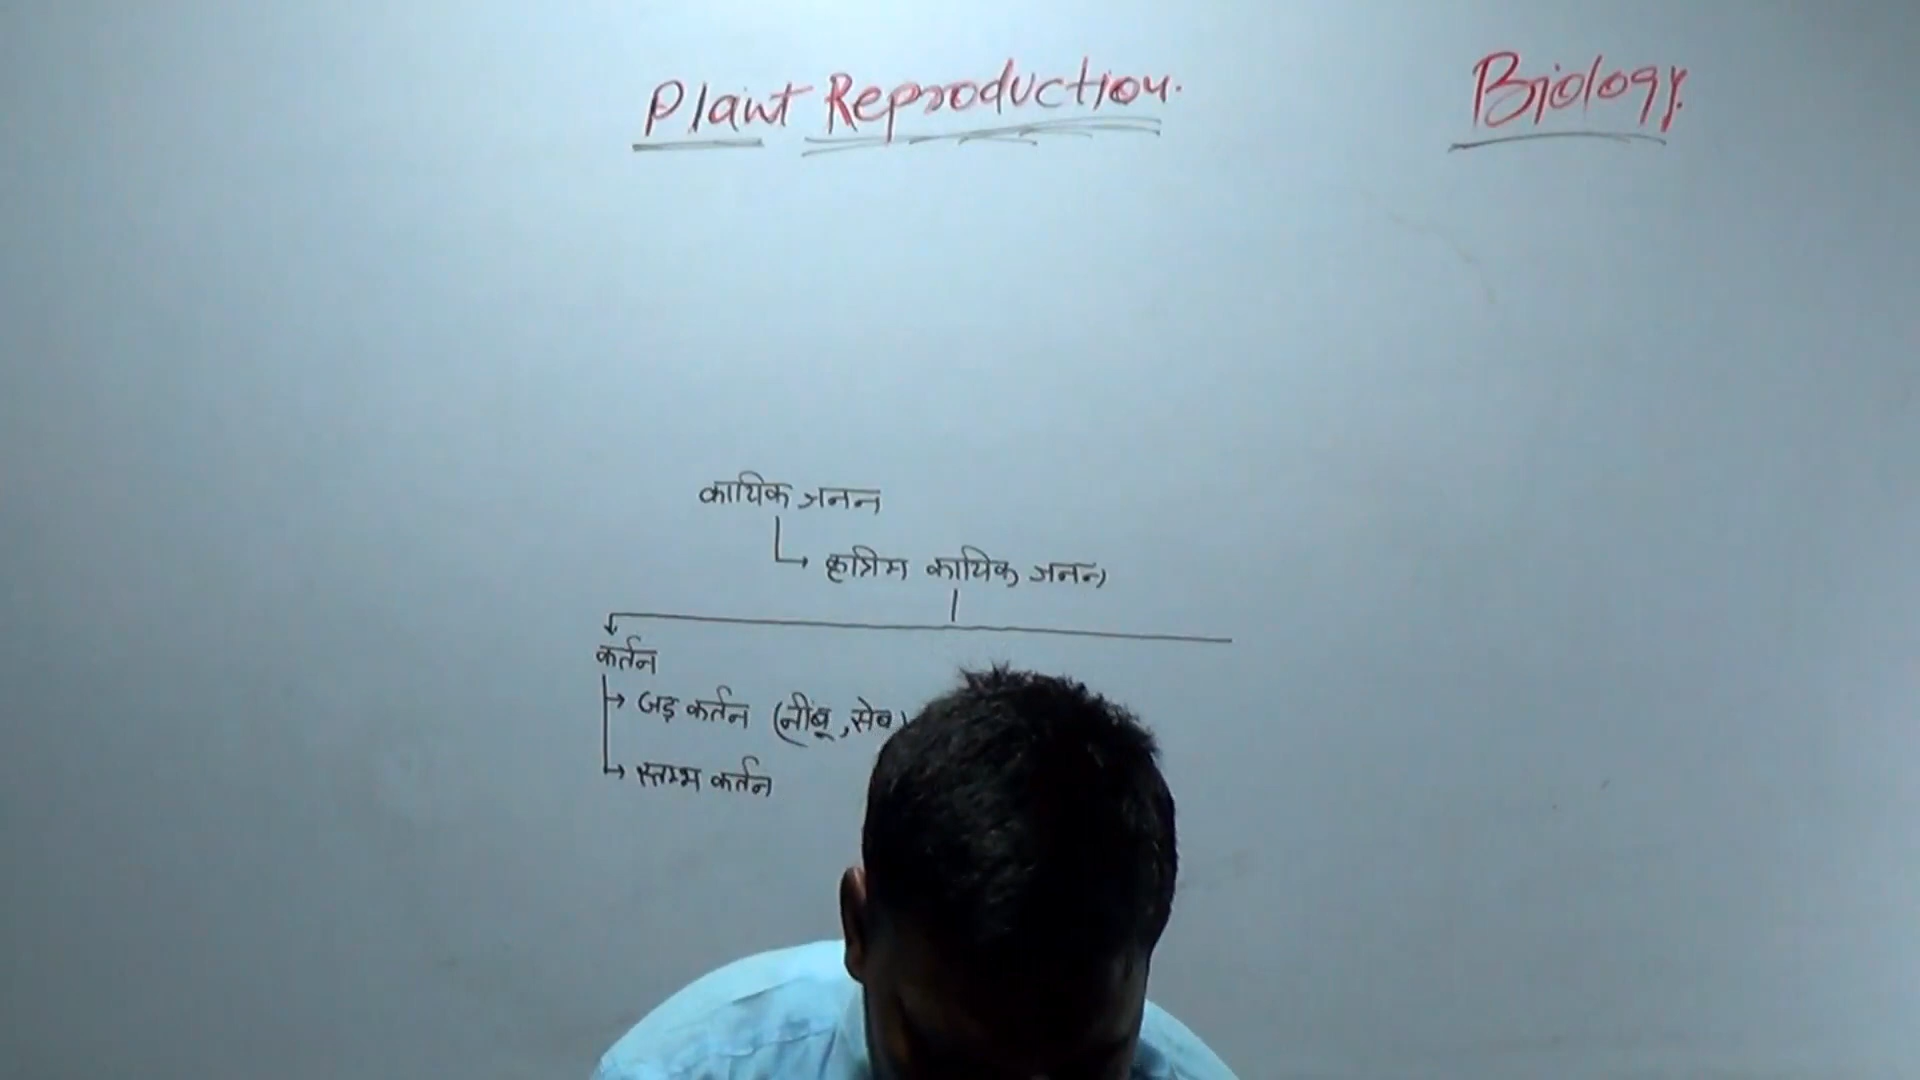 Plant Reproduction. Biology.
कायिक जनन
कृत्रिम कायिक जनन
कर्तन
जड़ कर्तन (नींबू, सेब)
स्तम्भ कर्तन